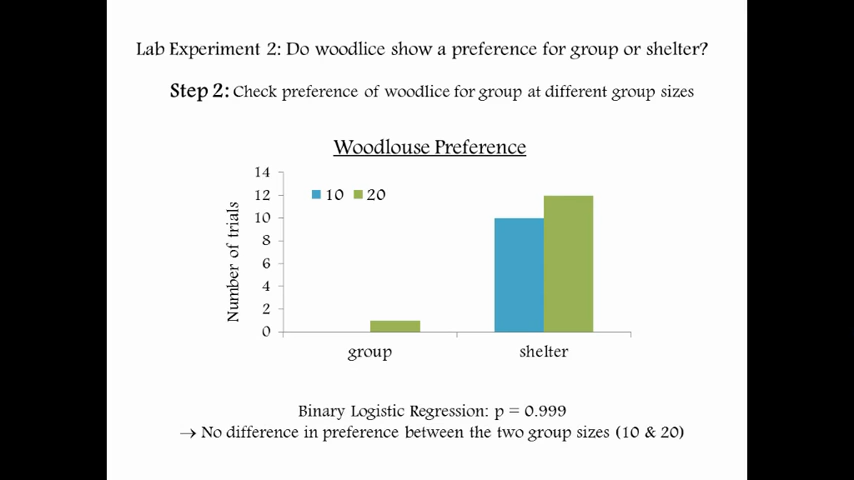 Lab Experiment 2: Do woodlice show a preference for group or shelter?
Step 2: Check preference of woodlice for group at different group sizes
Woodlouse Preference
14
12
10
8
6
4
2
0
10 20
Number of trials
group shelter
Binary Logistic Regression: p = 0.999
→ No difference in preference between the two group sizes (10 & 20)